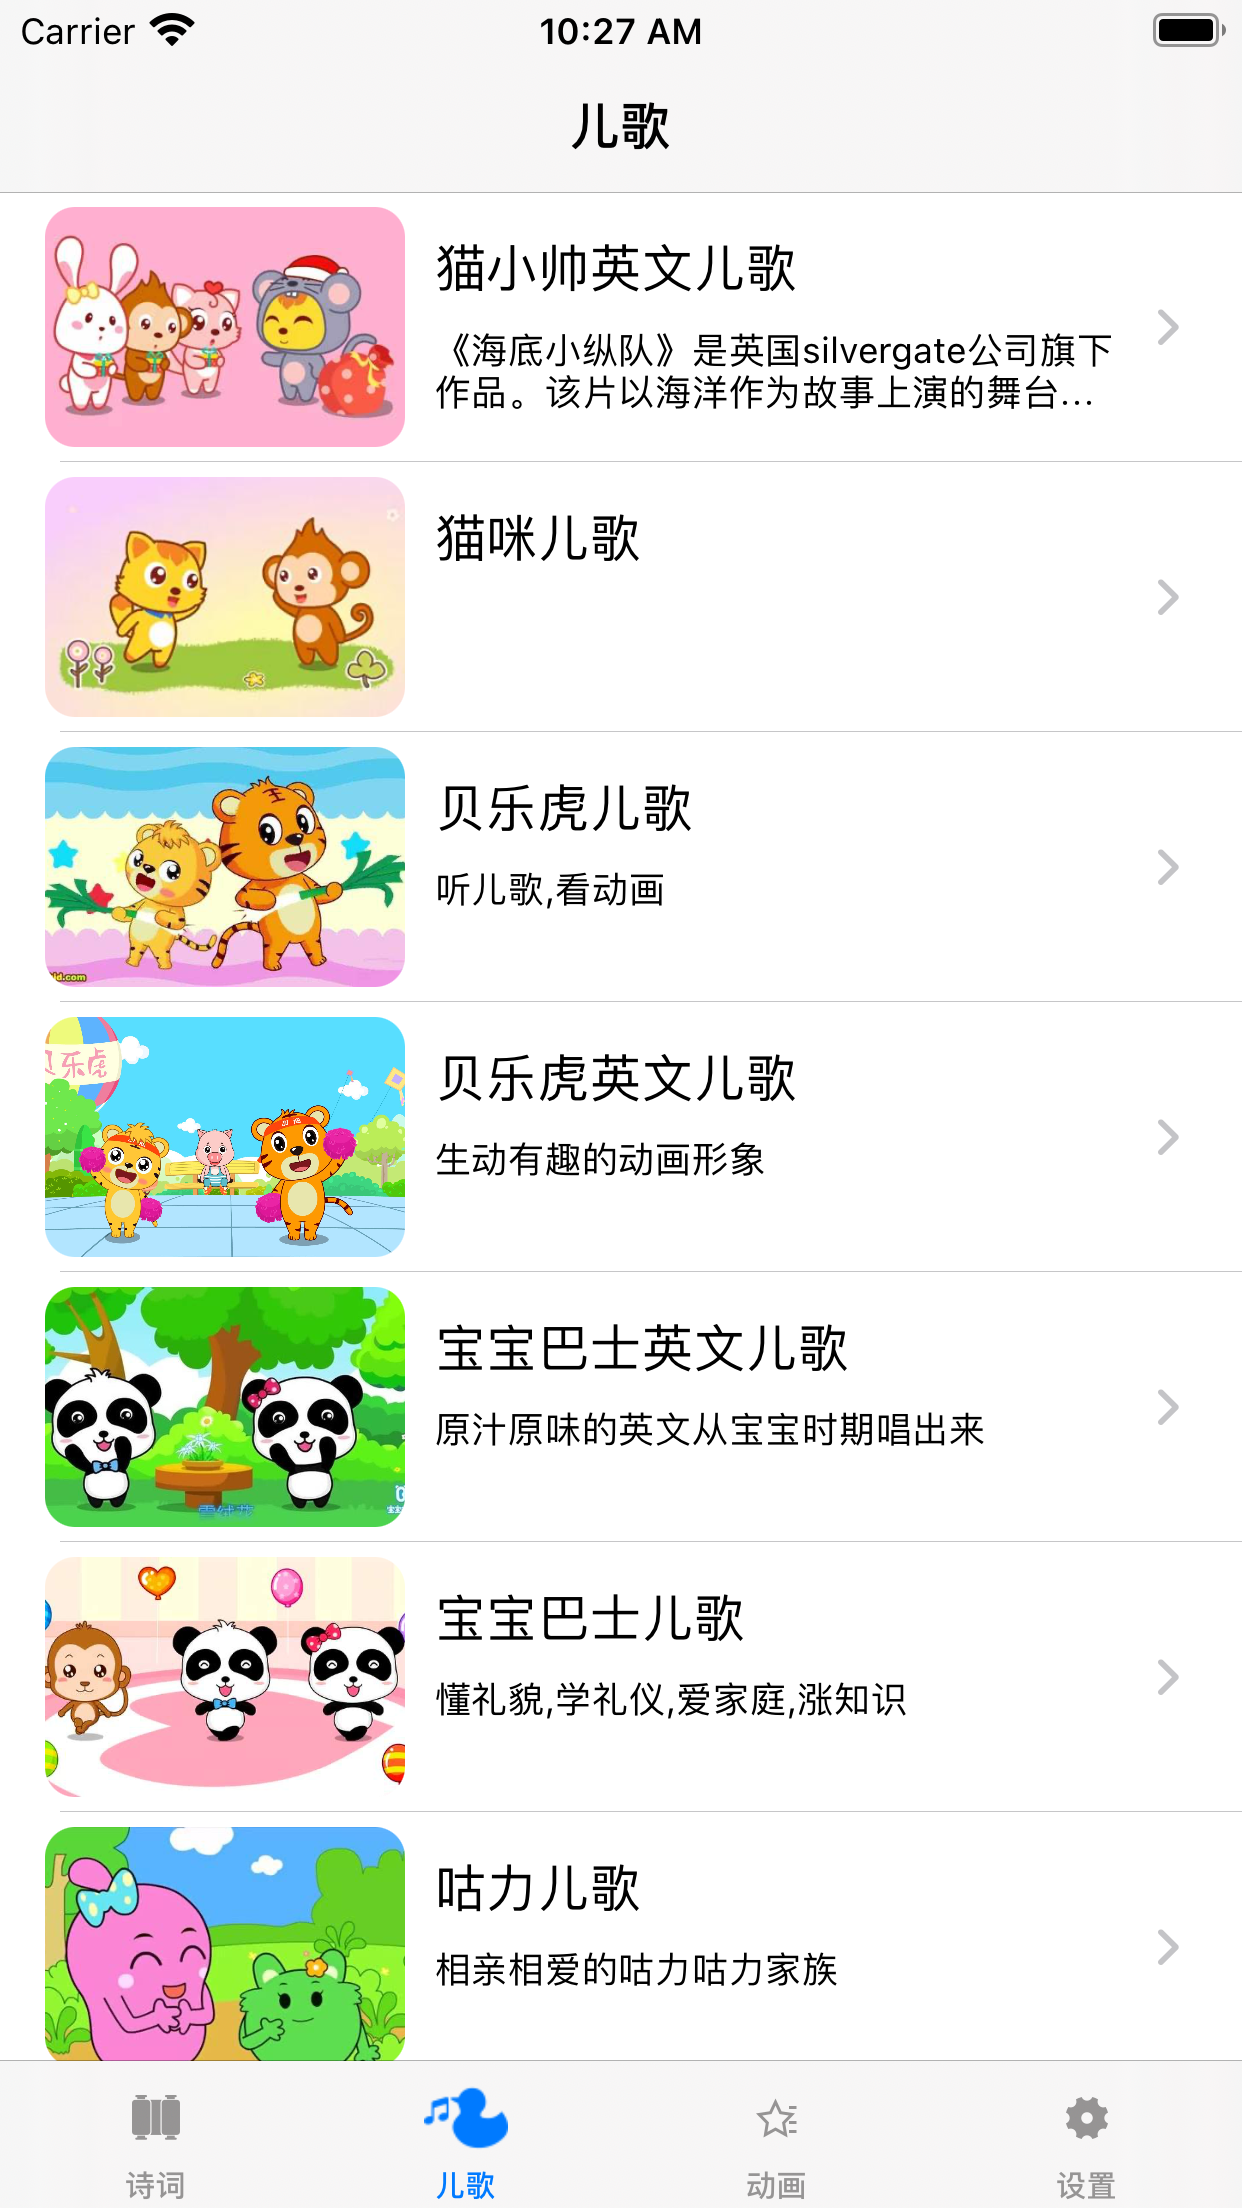 Carrier 10:27 AM
儿歌
猫小帅英文儿歌
《海底小纵队》是英国silvergate公司旗下
作品。该片以海洋作为故事上演的舞台...
猫咪儿歌
贝乐虎儿歌
听儿歌,看动画
ld.com
贝乐虎英文儿歌
乐虎
生动有趣的动画形象
宝宝巴士英文儿歌
原汁原味的英文从宝宝时期唱出来
宝宝巴士儿歌
懂礼貌,学礼仪,爱家庭,涨知识
咕力儿歌
相亲相爱的咕力咕力家族
诗词 儿歌 动画 设置